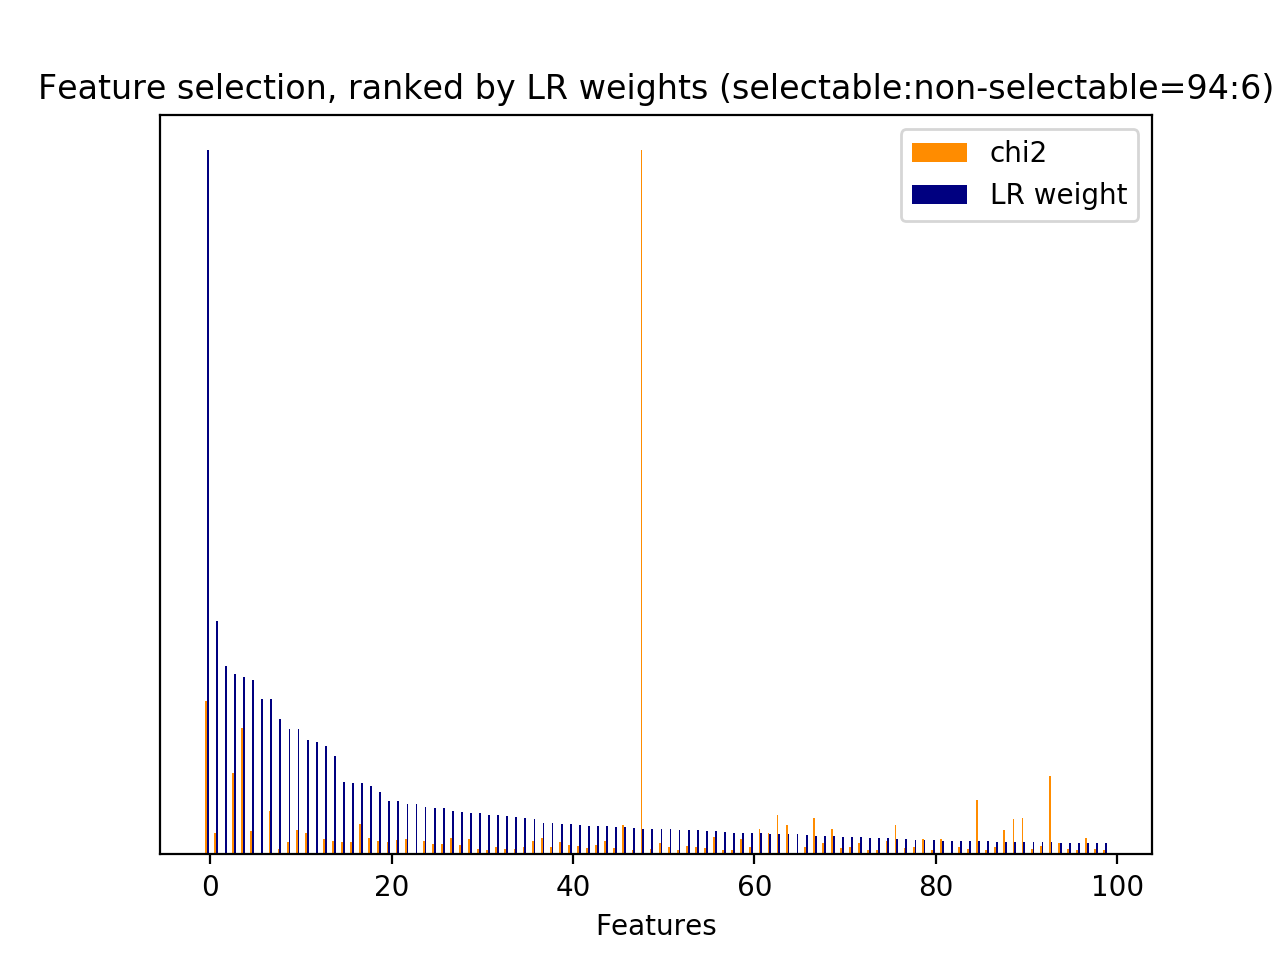 Feature selection, ranked by LR weights (selectable:non-selectable=94:6)
chi2
LR weight
0 20 40 60 80 100
Features